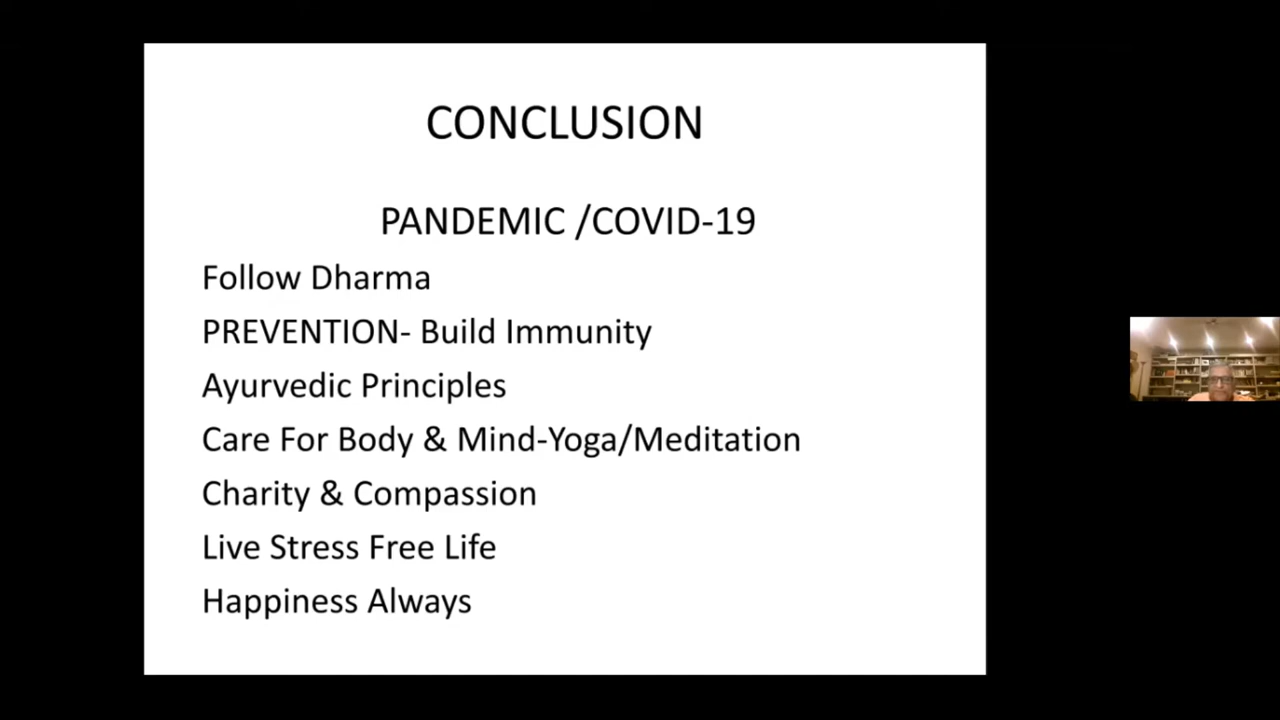 CONCLUSION
PANDEMIC /COVID-19
Follow Dharma
PREVENTION- Build Immunity
Ayurvedic Principles
Care For Body & Mind-Yoga/Meditation
Charity & Compassion
Live Stress Free Life
Happiness Always